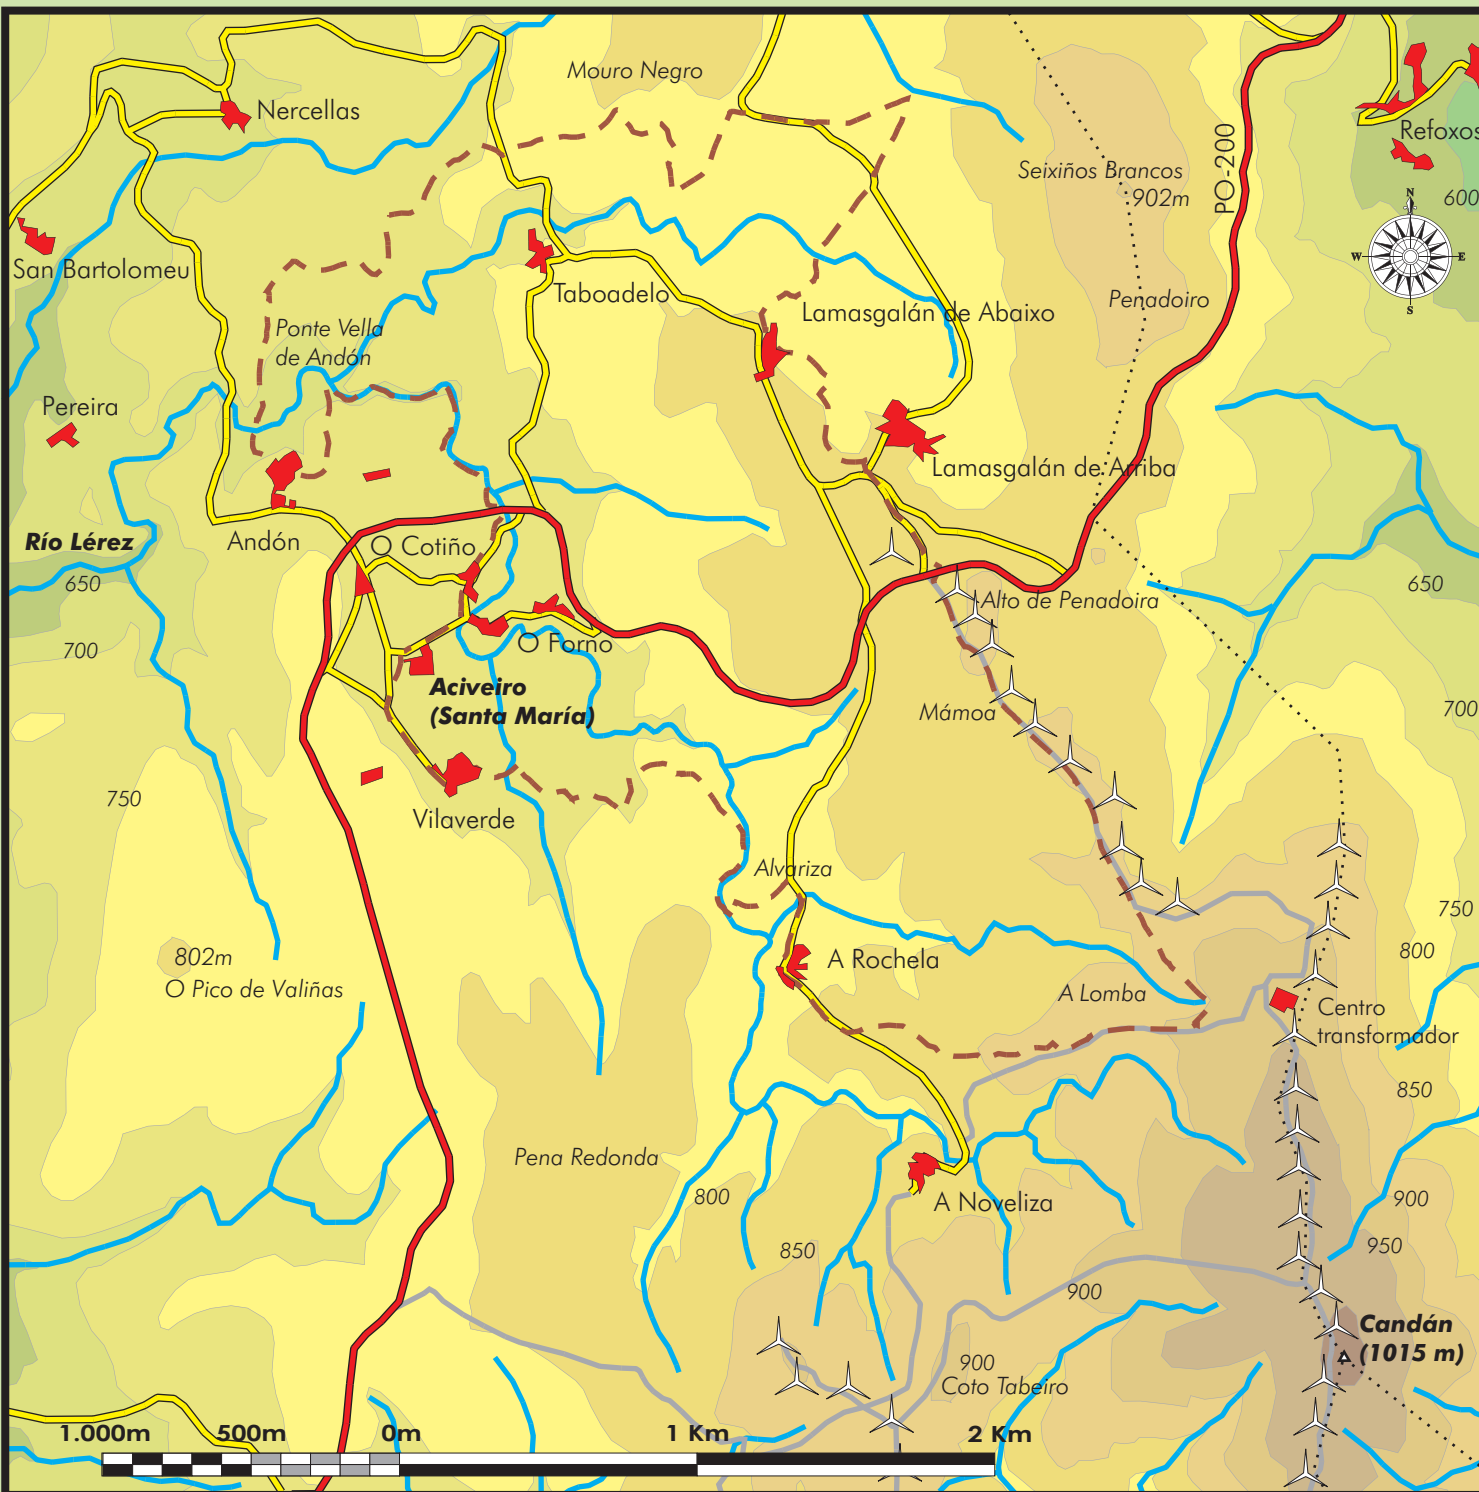 Mouro Negro
Nercellas
Refoxos
PO-200
Seixiños Brancos
902m
600
N
W
E
S
San Bartolomeu
Taboadelo
Penadoiro
Lamasgalán de Abaixo
Ponte Vella
de Andón
Pereira
Lamasgalán de Arriba
Río Lérez
Andón
O Cotiño
650
650
Alto de Penadoira
700
O Forno
Aciveiro
(Santa María)
Mámoa
700
750
Vilaverde
Alvariza
750
802m
O Pico de Valiñas
A Rochela
800
A Lomba
Centro
transformador
850
Pena Redonda
800
A Noveliza
900
850
950
900
Candán
(1015 m)
900
Coto Tabeiro
1.000m
500m
0m
1 Km
2 Km